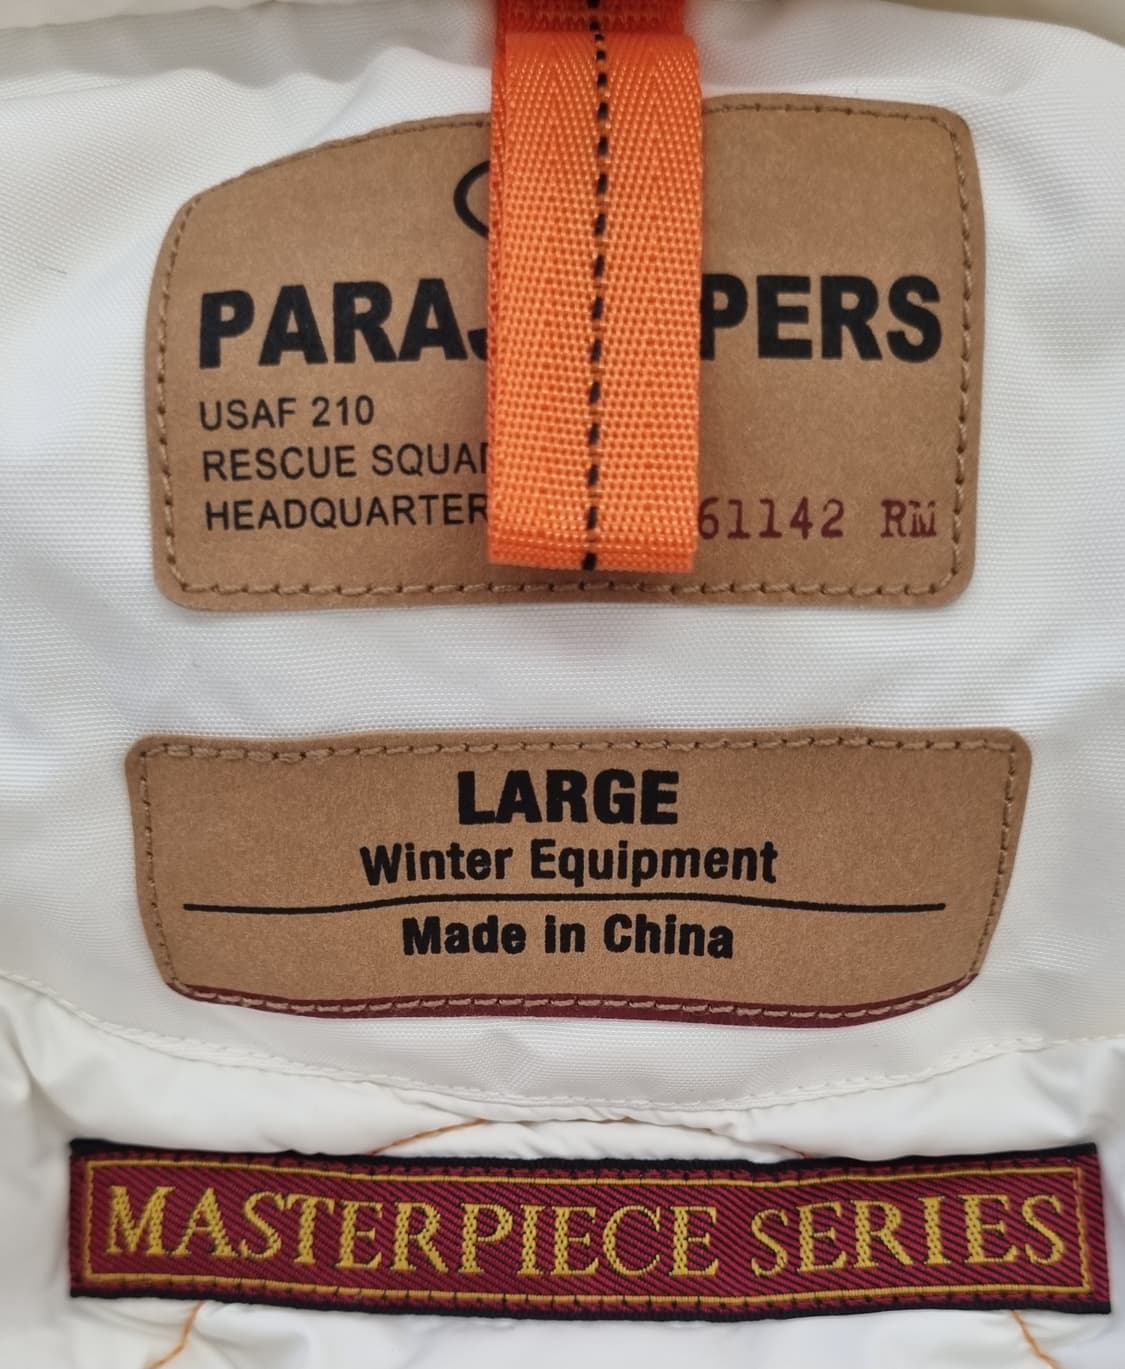 PARAJ PERS
USAF 210
RESCUE SQUA
HEADQUARTER 61142 RM
LARGE
Winter Equipment
Made in China
MASTERPIECE SERIES